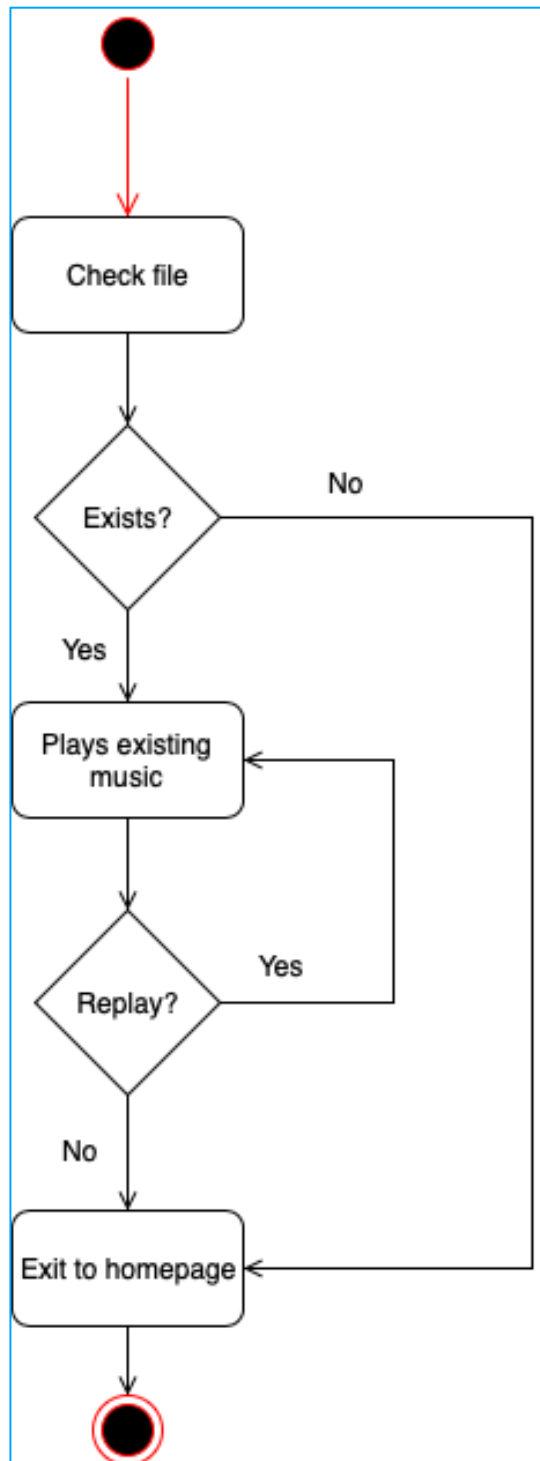 Check file
Exists?
No
Yes
Plays existing
music
Yes
Replay?
No
Exit to homepage